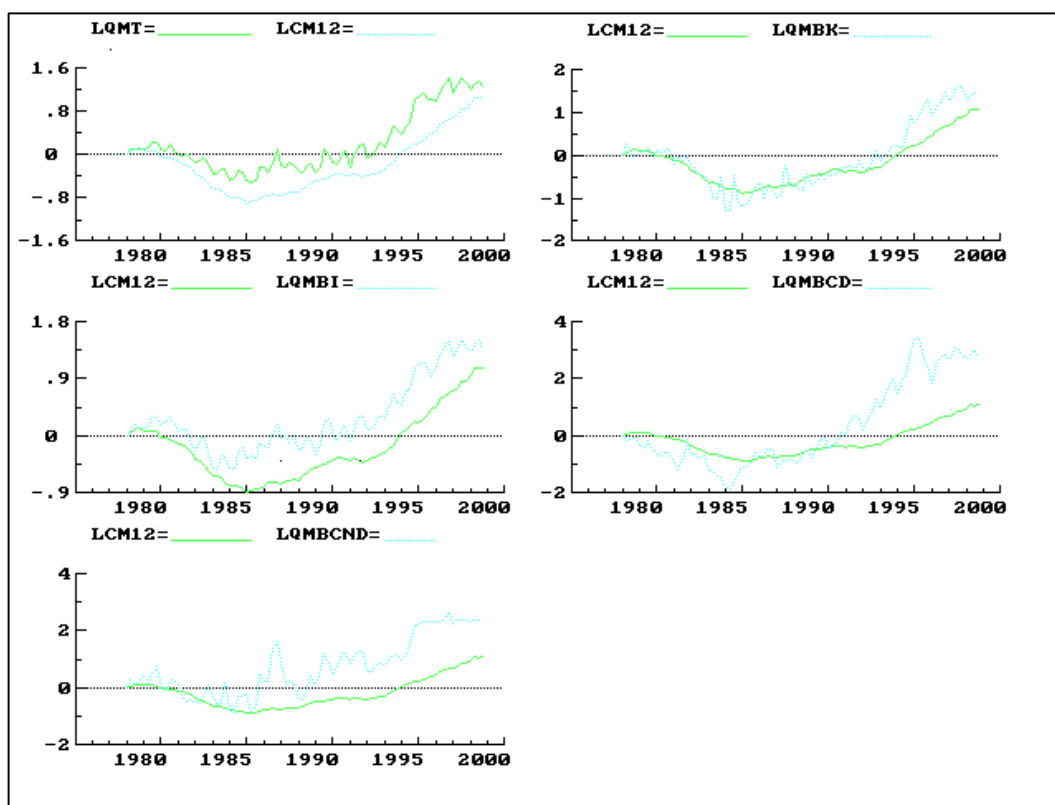 LQMT= LCM12=
1.6
.8
0
-.8
-1.6
1980 1985 1990 1995 2000
LCM12= LQMBK=
2
1
0
-1
-2
1980 1985 1990 1995 2000
LCM12= LQMBI=
1.8
.9
0
-.9
1980 1985 1990 1995 2000
LCM12= LQMBCD=
4
2
0
-2
1980 1985 1990 1995 2000
LCM12= LQMBCND=
4
2
0
-2
1980 1985 1990 1995 2000